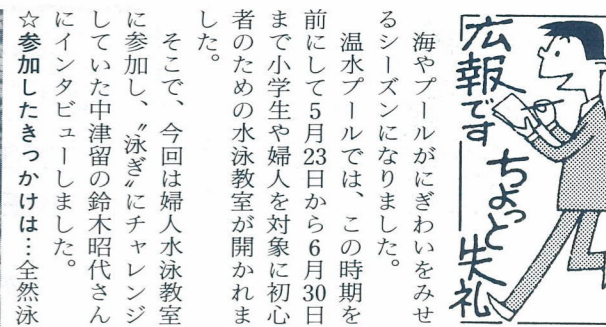 広報です
ちょっと失礼
海やプールがにぎわいをみせ
るシーズンになりました。
温水プールでは、この時期を
前にして5月23日から6月30日
まで小学生や婦人を対象に初心
者のための水泳教室が開かれま
した。
そこで、今回は婦人水泳教室
に参加し、〝泳ぎ〟にチャレンジ
していた中津留の鈴木昭代さん
にインタビューしました。
☆参加したきっかけは…全然泳